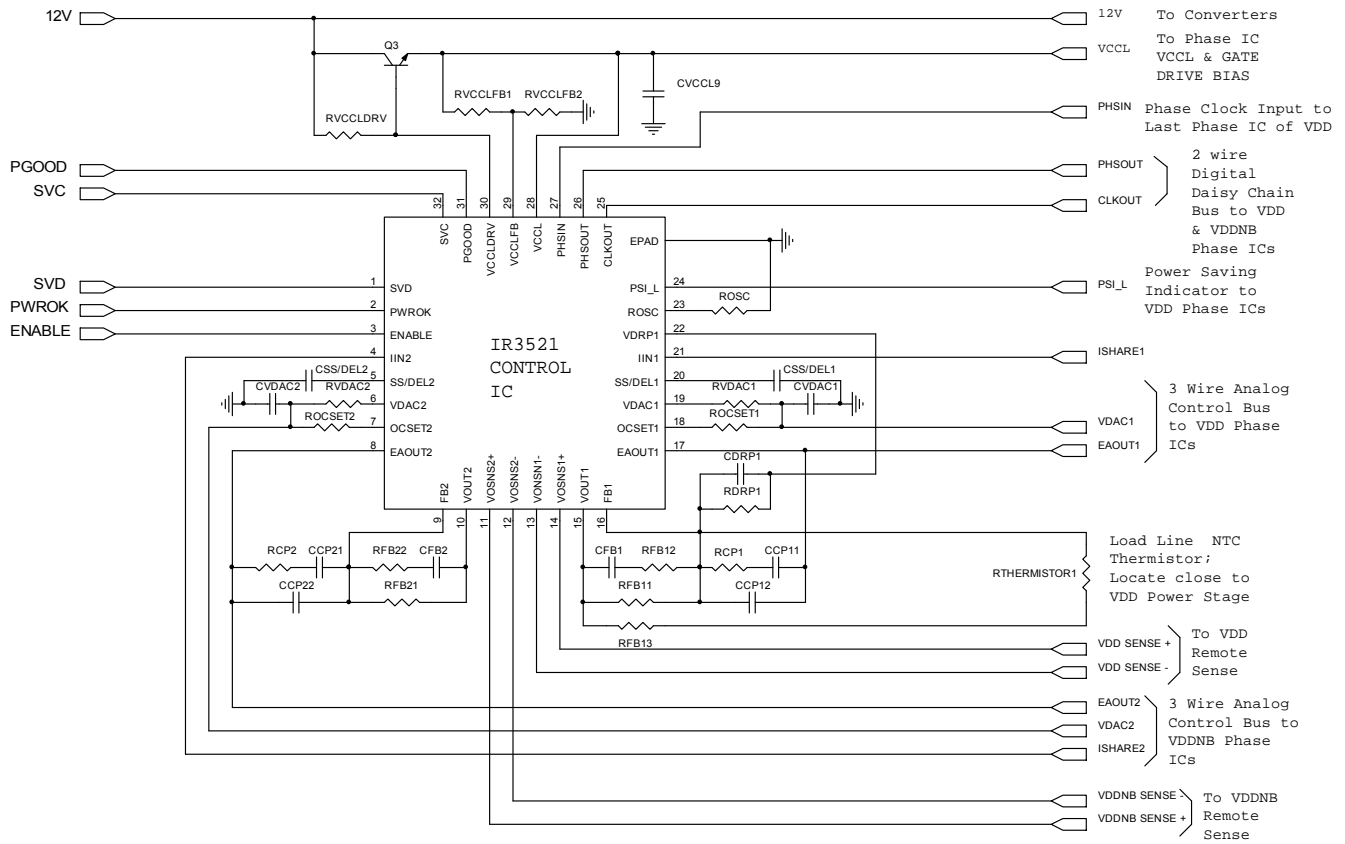 12V
12V
To Converters
Q3
VCCL
To Phase IC
VCCL & GATE
DRIVE BIAS
CVCCL9
RVCCLFB1
RVCCLFB2
RVCCLDRV
PHSIN
Phase Clock Input to
Last Phase IC of VDD
PGOOD
SVC
PHSOUT
CLKOUT
2 wire
Digital
Daisy Chain
Bus to VDD
& VDDNB
Phase ICs
32
31
30
29
28
27
26
25
SVC
PGOOD
VCCLDRV
VCCLFB
VCCL
PHSIN
PHSOUT
CLKOUT
EPAD
SVD
PWROK
ENABLE
1
SVD
2
PWROK
3
ENABLE
4
IIN2
5
SS/DEL2
6
VDAC2
7
OCSET2
8
EAOUT2
IR3521
CONTROL
IC
24
PSI_L
23
ROSC
22
VDRP1
21
IIN1
20
SS/DEL1
19
VDAC1
18
OCSET1
17
EAOUT1
ROSC
PSI_L
Power Saving
Indicator to
VDD Phase ICs
ISHARE1
CSS/DEL2
CVDAC2
RVDAC2
ROCSET2
CSS/DEL1
RVDAC1
CVDAC1
ROCSET1
VDAC1
EAOUT1
3 Wire Analog
Control Bus
to VDD Phase
ICs
CDRP1
RDRP1
FB2
VOUT2
VOSNS2+
VOSNS2-
VONSN1-
VOSNS1+
VOUT1
FB1
9
10
11
12
13
14
15
16
RCP2
CCP21
RFB22
CFB2
CCP22
RFB21
CFB1
RFB12
RCP1
CCP11
RFB11
CCP12
RFB13
RTHERMISTOR1
Load Line NTC
Thermistor;
Locate close to
VDD Power Stage
VDD SENSE +
VDD SENSE -
To VDD
Remote
Sense
EAOUT2
VDAC2
ISHARE2
3 Wire Analog
Control Bus to
VDDNB Phase
ICs
VDDNB SENSE -
VDDNB SENSE +
To VDDNB
Remote
Sense